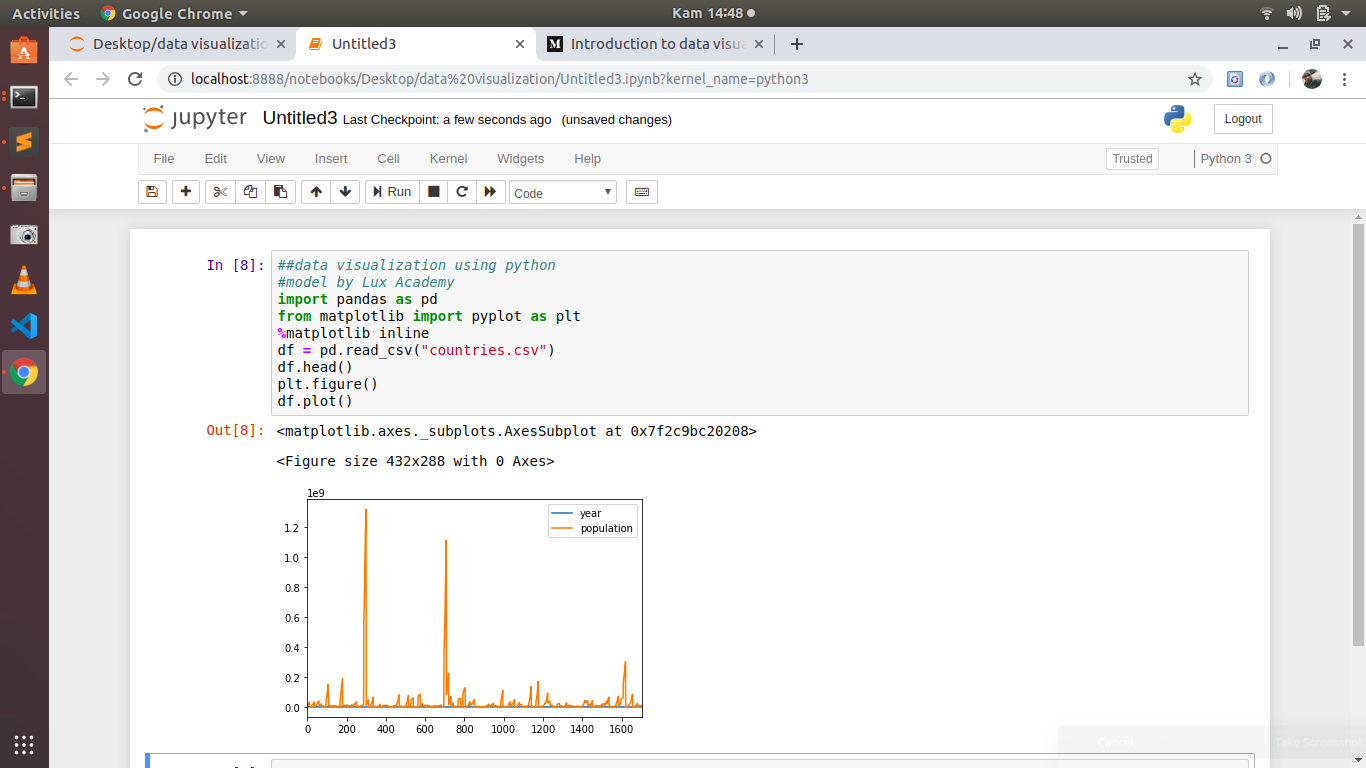 Activities
Google Chrome
Kam 14:48
Desktop/data visualizatio
Untitled3
M
Introduction to data visua
localhost:8888/notebooks/Desktop/data%20visualization/Untitled3.ipynb?kernel_name=python3
jupyter
Untitled3 Last Checkpoint: a few seconds ago (unsaved changes)
Logout
File Edit View Insert Cell Kernel Widgets Help
Trusted
Python 3
Run
Code
In [8]:
##data visualization using python
#model by Lux Academy
import pandas as pd
from matplotlib import pyplot as plt
%matplotlib inline
df = pd.read_csv("countries.csv")
df.head()
plt.figure()
df.plot()
Out[8]: <matplotlib.axes._subplots.AxesSubplot at 0x7f2c9bc20208>
<Figure size 432x288 with 0 Axes>
1e9
year
population
1.2
1.0
0.8
0.6
0.4
0.2
0.0
0 200 400 600 800 1000 1200 1400 1600
Cancel
Take Screenshot